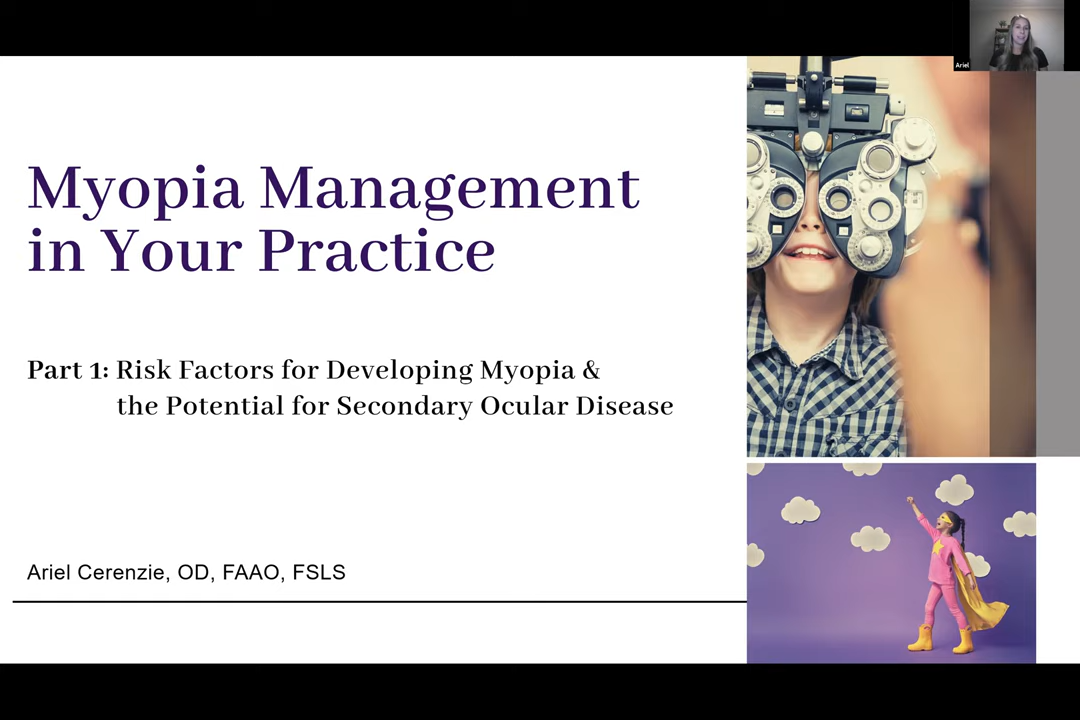 Ariel
Myopia Management
in Your Practice
Part 1: Risk Factors for Developing Myopia &
the Potential for Secondary Ocular Disease
Ariel Cerenzie, OD, FAAO, FSLS